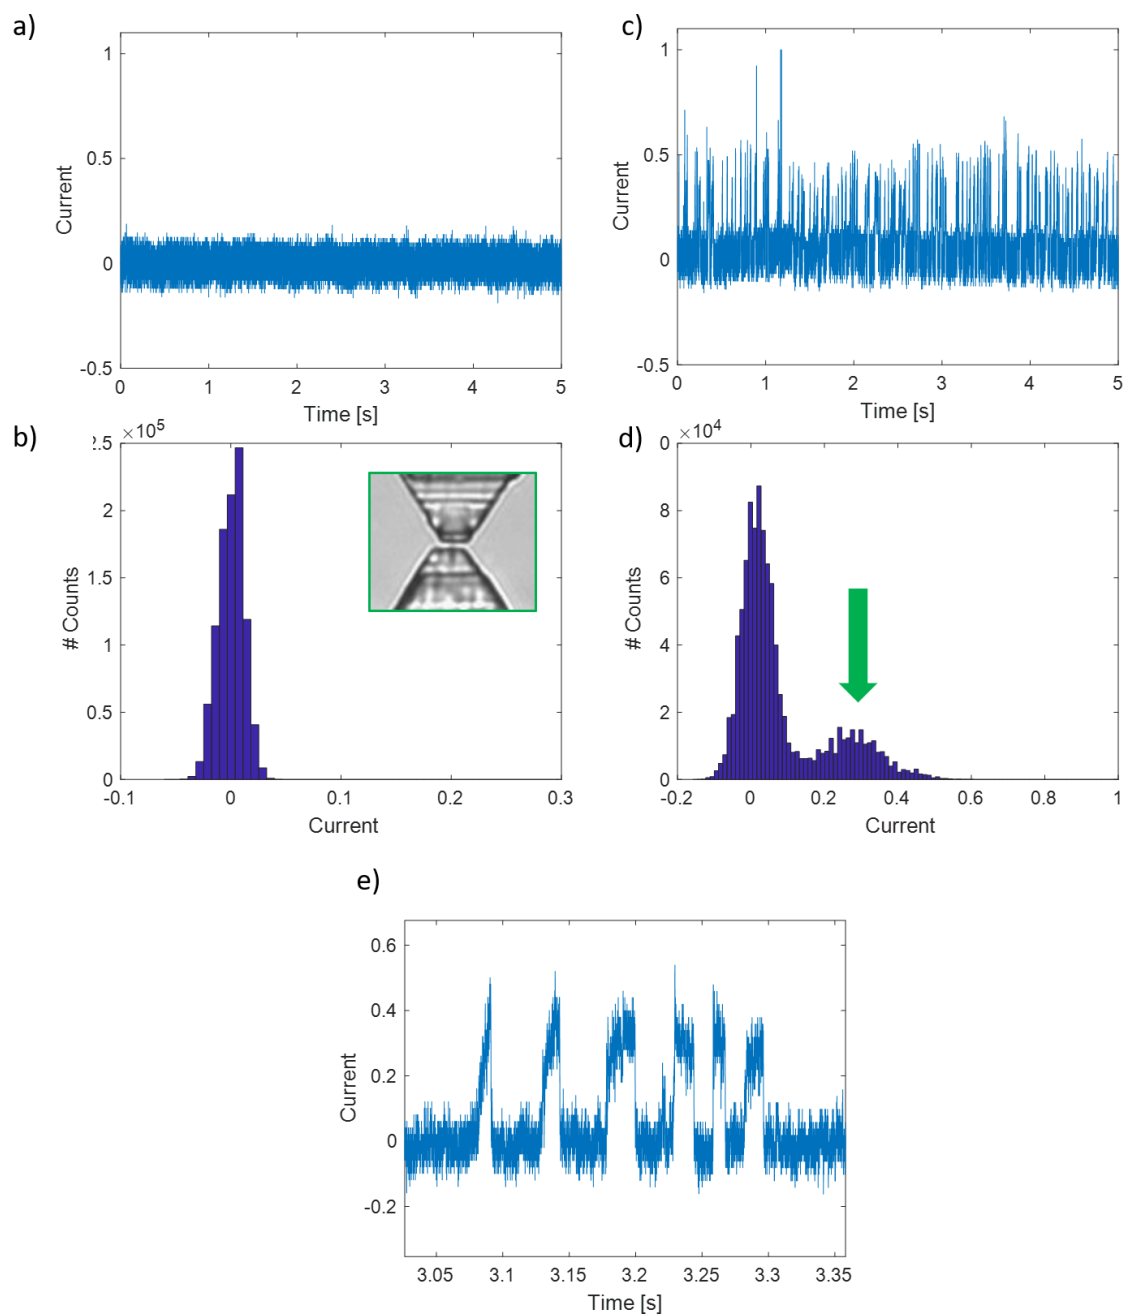 a)
1
0.5
0
-0.5
Current
0 1 2 3 4 5
Time [s]
c)
1
0.5
0
-0.5
Current
0 1 2 3 4 5
Time [s]
b)
×10⁵
2.5
2
1.5
1
0.5
0
# Counts
-0.1 0 0.1 0.2 0.3
Current
d)
×10⁴
0
8
6
4
2
0
# Counts
-0.2 0 0.2 0.4 0.6 0.8 1
Current
e)
0.6
0.4
0.2
0
-0.2
Current
3.05 3.1 3.15 3.2 3.25 3.3 3.35
Time [s]